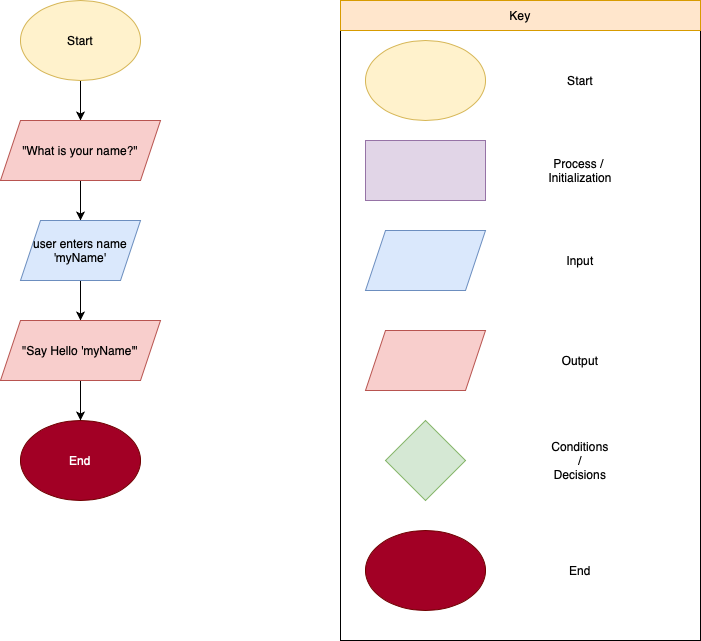 Start
"What is your name?"
user enters name
'myName'
"Say Hello 'myName'"
End
Key
Start
Process /
Initialization
Input
Output
Conditions
/
Decisions
End